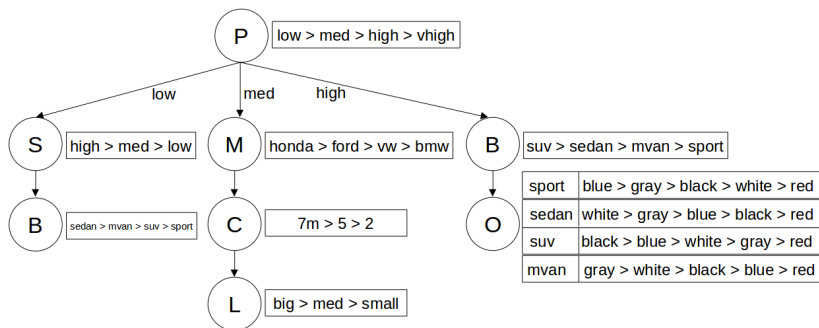 P low > med > high > vhigh
low med high
S high > med > low
M honda > ford > vw > bmw
B suv > sedan > mvan > sport
B sedan > mvan > suv > sport
C 7m > 5 > 2
O
sport blue > gray > black > white > red
sedan white > gray > blue > black > red
suv black > blue > white > gray > red
mvan gray > white > black > blue > red
L big > med > small